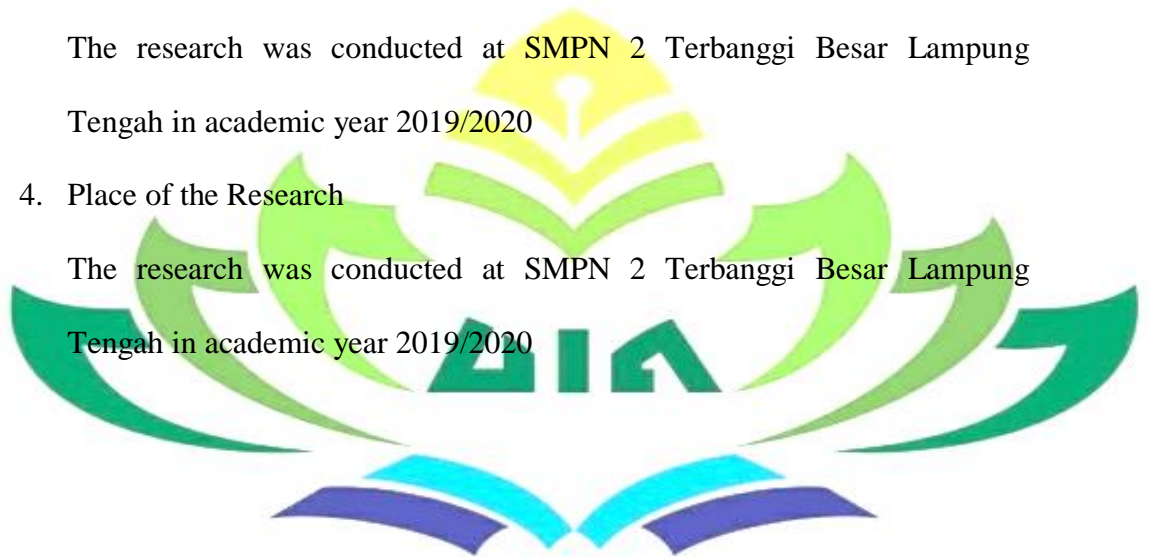 The research was conducted at SMPN 2 Terbanggi Besar Lampung
Tengah in academic year 2019/2020
4. Place of the Research
The research was conducted at SMPN 2 Terbanggi Besar Lampung
Tengah in academic year 2019/2020